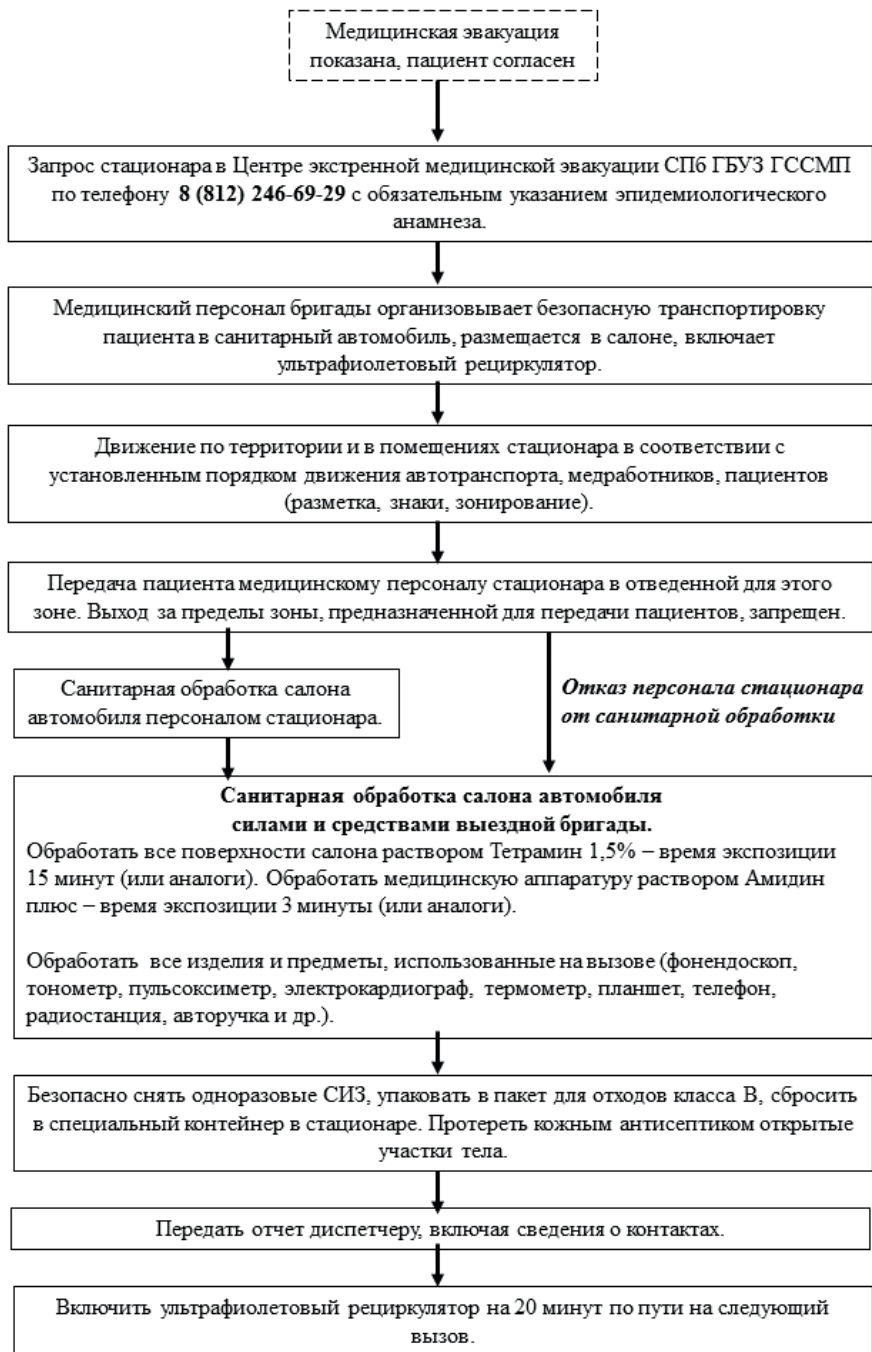 Медицинская эвакуация
показана, пациент согласен
Запрос стационара в Центре экстренной медицинской эвакуации СПб ГБУЗ ГССМП
по телефону 8 (812) 246-69-29 с обязательным указанием эпидемиологического
анамнеза.
Медицинский персонал бригады организовывает безопасную транспортировку
пациента в санитарный автомобиль, размещается в салоне, включает
ультрафиолетовый рециркулятор.
Движение по территории и в помещениях стационара в соответствии с
установленным порядком движения автотранспорта, медработников, пациентов
(разметка, знаки, зонирование).
Передача пациента медицинскому персоналу стационара в отведенной для этого
зоне. Выход за пределы зоны, предназначенной для передачи пациентов, запрещен.
Санитарная обработка салона
автомобиля персоналом стационара.
Отказ персонала стационара
от санитарной обработки
Санитарная обработка салона автомобиля
силами и средствами выездной бригады.
Обработать все поверхности салона раствором Тетрамин 1,5% – время экспозиции
15 минут (или аналоги). Обработать медицинскую аппаратуру раствором Амидин
плюс – время экспозиции 3 минуты (или аналоги).
Обработать все изделия и предметы, использованные на вызове (фонендоскоп,
тонометр, пульсоксиметр, электрокардиограф, термометр, планшет, телефон,
радиостанция, авторучка и др.).
Безопасно снять одноразовые СИЗ, упаковать в пакет для отходов класса В, сбросить
в специальный контейнер в стационаре. Протереть кожным антисептиком открытые
участки тела.
Передать отчет диспетчеру, включая сведения о контактах.
Включить ультрафиолетовый рециркулятор на 20 минут по пути на следующий
вызов.